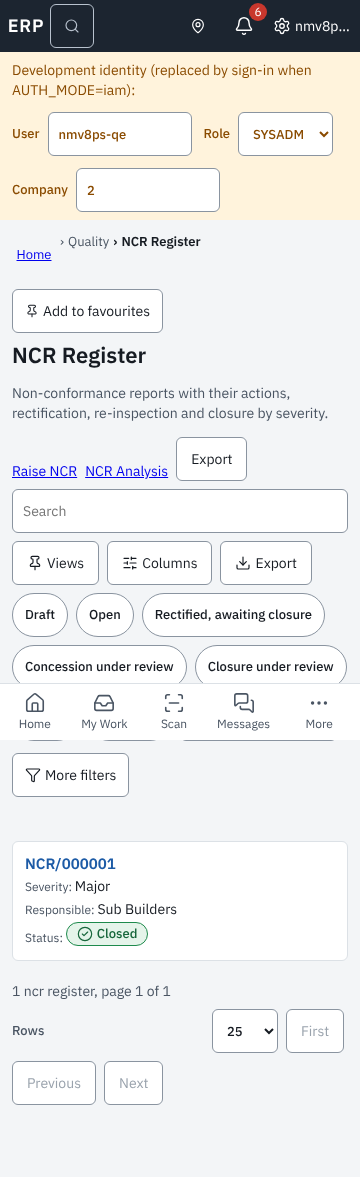 ERP
6
nmv8p...
Development identity (replaced by sign-in when
AUTH_MODE=iam):
User nmv8ps-qe Role SYSADM
Company 2
Home › Quality › NCR Register
Add to favourites
NCR Register
Non-conformance reports with their actions,
rectification, re-inspection and closure by severity.
Raise NCR NCR Analysis Export
Search
Views Columns Export
Draft Open Rectified, awaiting closure
Concession under review Closure under review
Home My Work Scan Messages More
More filters
NCR/000001
Severity: Major
Responsible: Sub Builders
Status: Closed
1 ncr register, page 1 of 1
Rows 25 First
Previous Next